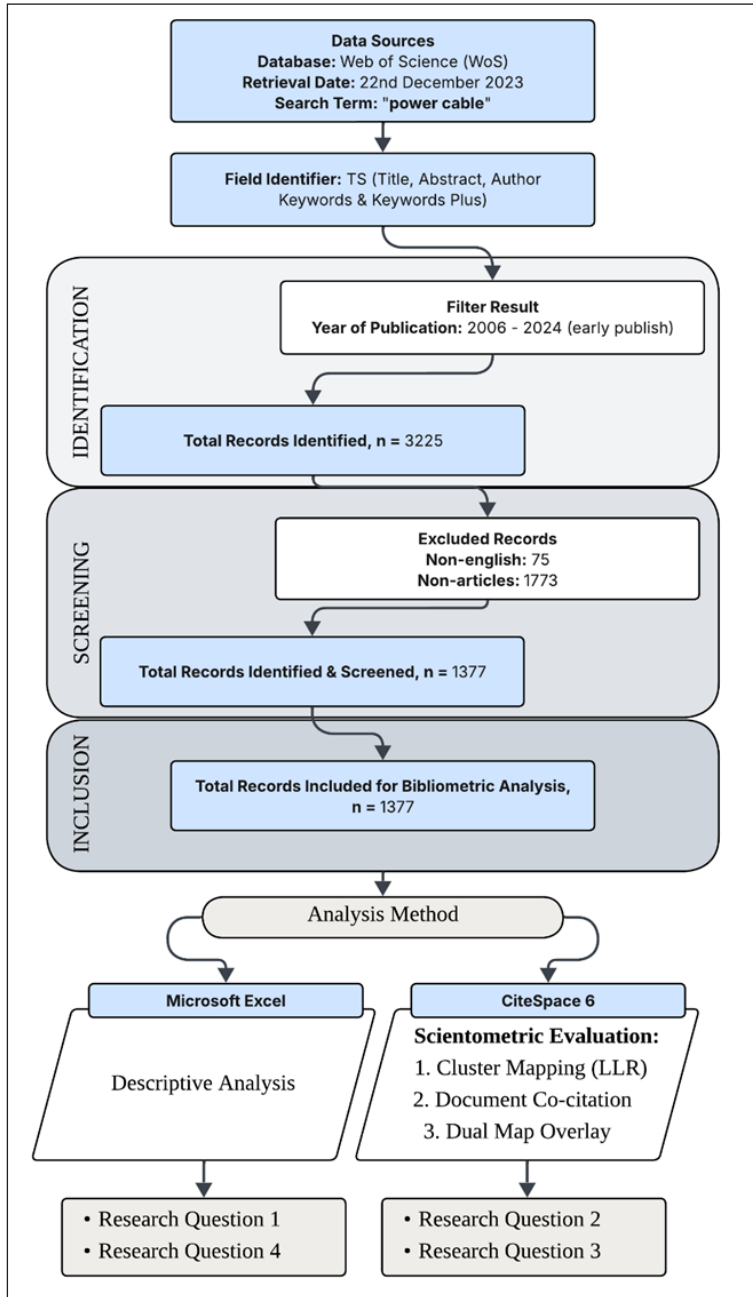 Data Sources
Database: Web of Science (WoS)
Retrieval Date: 22nd December 2023
Search Term: "power cable"
Field Identifier: TS (Title, Abstract, Author
Keywords & Keywords Plus)
IDENTIFICATION
Filter Result
Year of Publication: 2006 - 2024 (early publish)
Total Records Identified, n = 3225
SCREENING
Excluded Records
Non-english: 75
Non-articles: 1773
Total Records Identified & Screened, n = 1377
INCLUSION
Total Records Included for Bibliometric Analysis,
n = 1377
Analysis Method
Microsoft Excel
Descriptive Analysis
CiteSpace 6
Scientometric Evaluation:
1. Cluster Mapping (LLR)
2. Document Co-citation
3. Dual Map Overlay
• Research Question 1
• Research Question 4
• Research Question 2
• Research Question 3